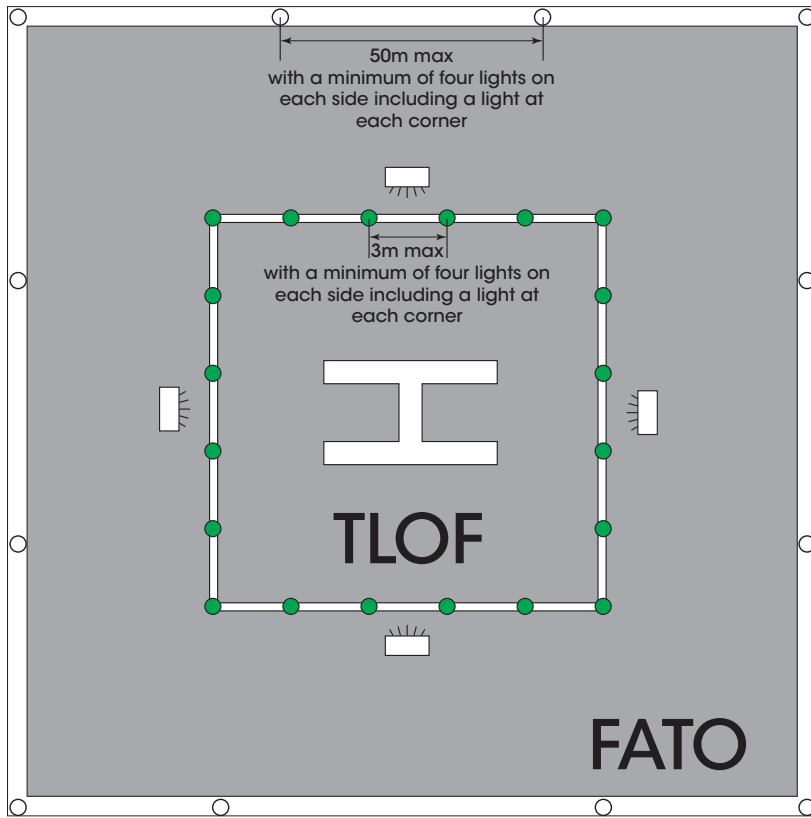 50m max
with a minimum of four lights on
each side including a light at
each corner
3m max
with a minimum of four lights on
each side including a light at
each corner
H
TLOF
FATO